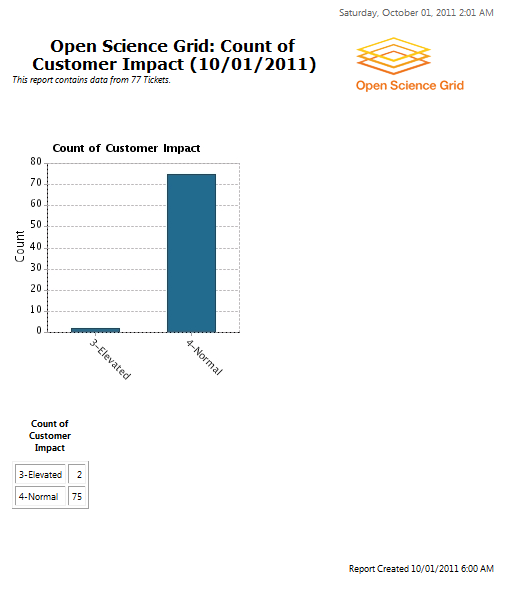 Saturday, October 01, 2011 2:01 AM
Open Science Grid: Count of
Customer Impact (10/01/2011)
This report contains data from 77 Tickets.
Open Science Grid
Count of Customer Impact
80
70
60
50
40
30
20
10
0
Count
3-Elevated
4-Normal
Count of
Customer
Impact
3-Elevated 2
4-Normal 75
Report Created 10/01/2011 6:00 AM